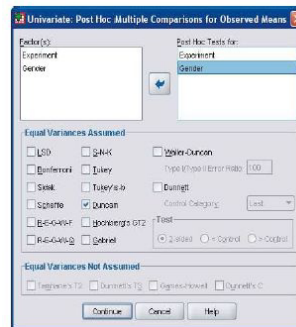 Univariate: Post Hoc Multiple Comparisons for Observed Means
Factor(s):
Experiment
Gender
Post Hoc Tests for:
Experiment
Gender
Equal Variances Assumed
LSD
S-N-K
Waller-Duncan
Bonferroni
Tukey
Type I/Type II Error Ratio: 100
Sidak
Tukey's-b
Dunnett
Scheffe
Duncan
Control Category: Last
R-E-G-W-F
Hochberg's GT2
Test
R-E-G-W-Q
Gabriel
2-sided
< Control
> Control
Equal Variances Not Assumed
Tamhane's T2
Dunnett's T3
Games-Howell
Dunnett's C
Continue
Cancel
Help